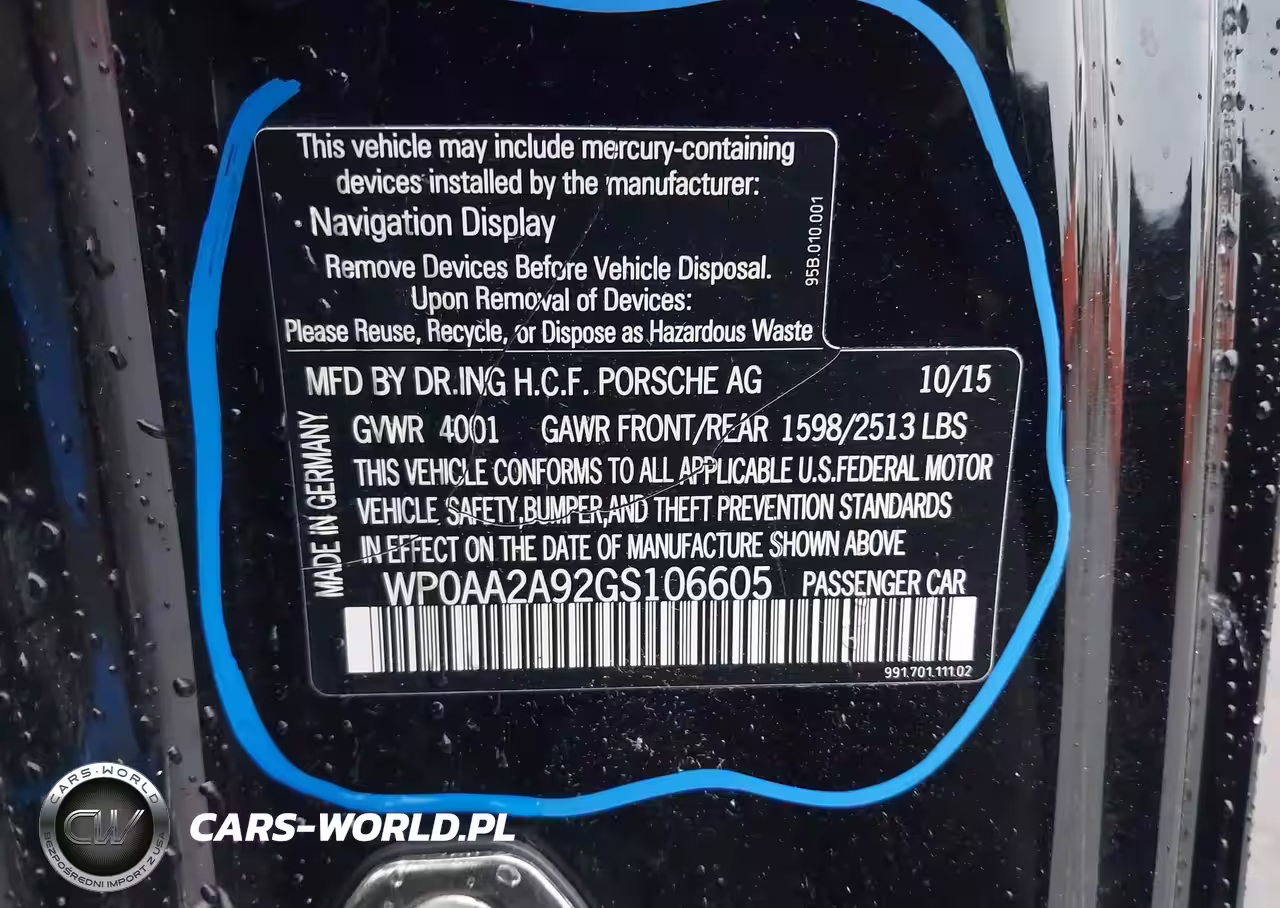 This vehicle may include mercury-containing
devices installed by the manufacturer:
· Navigation Display
Remove Devices Before Vehicle Disposal.
Upon Removal of Devices:
Please Reuse, Recycle, or Dispose as Hazardous Waste
95B.010.001
MFD BY DR.ING H.C.F. PORSCHE AG 10/15
GVWR 4001 GAWR FRONT/REAR 1598/2513 LBS
THIS VEHICLE CONFORMS TO ALL APPLICABLE U.S.FEDERAL MOTOR
VEHICLE SAFETY,BUMPER,AND THEFT PREVENTION STANDARDS
IN EFFECT ON THE DATE OF MANUFACTURE SHOWN ABOVE
MADE IN GERMANY
WP0AA2A92GS106605 PASSENGER CAR
991.701.111.02
CARS-WORLD
CW
BEZPOŚREDNI IMPORT Z USA
CARS-WORLD.PL